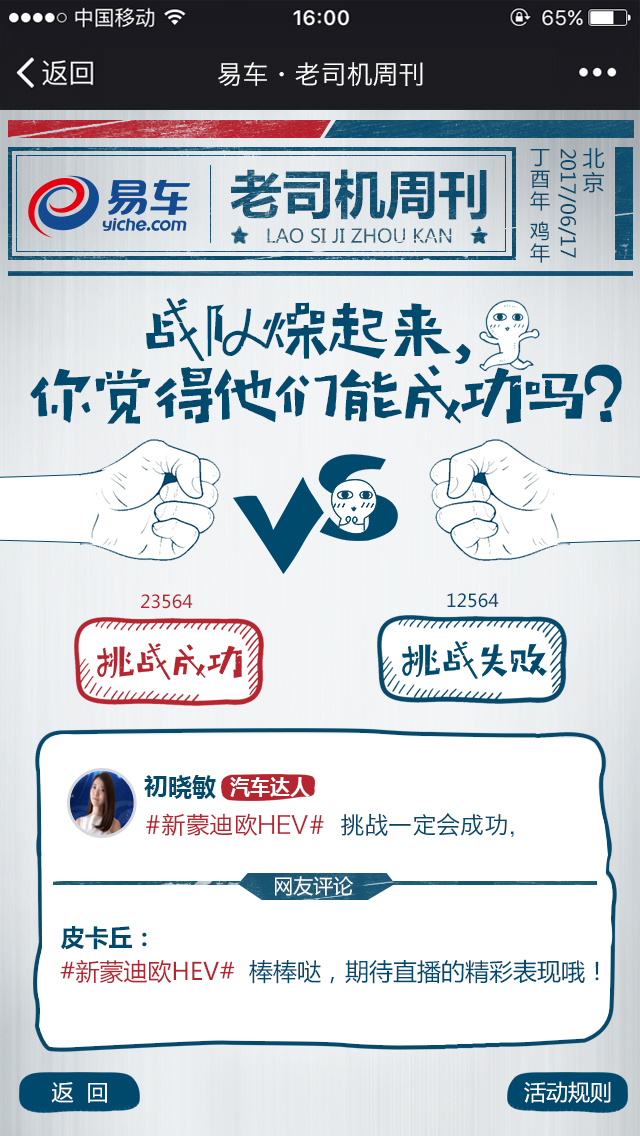 中国移动
16:00
65%
返回
易车·老司机周刊
易车
yiche.com
老司机周刊
LAO SI JI ZHOU KAN
北京
2017/06/17
丁酉年 鸡年
战队燥起来,
你觉得他们能成功吗?
VS
23564
12564
挑战成功
挑战失败
初晓敏 汽车达人
#新蒙迪欧HEV# 挑战一定会成功,
网友评论
皮卡丘：
#新蒙迪欧HEV# 棒棒哒，期待直播的精彩表现哦！
返 回
活动规则